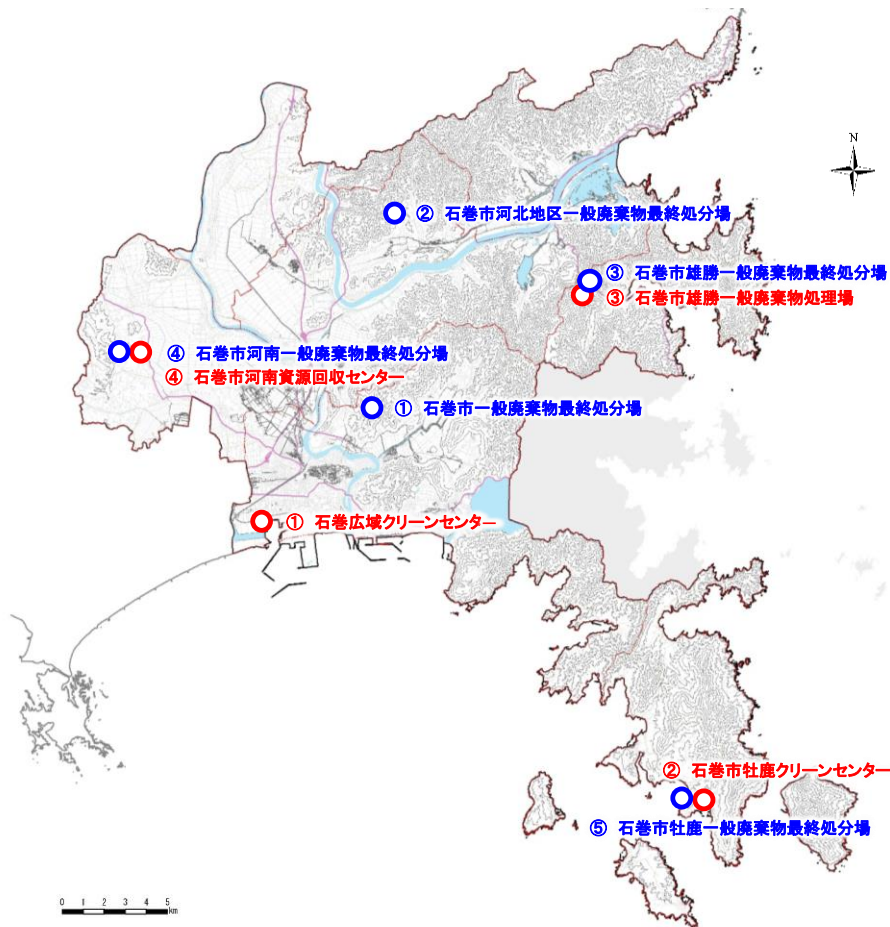 N
② 石巻市河北地区一般廃棄物最終処分場
③ 石巻市雄勝一般廃棄物最終処分場
③ 石巻市雄勝一般廃棄物処理場
④ 石巻市河南一般廃棄物最終処分場
④ 石巻市河南資源回収センター
① 石巻市一般廃棄物最終処分場
① 石巻広域クリーンセンター
② 石巻市牡鹿クリーンセンター
⑤ 石巻市牡鹿一般廃棄物最終処分場
0 1 2 3 4 5
km